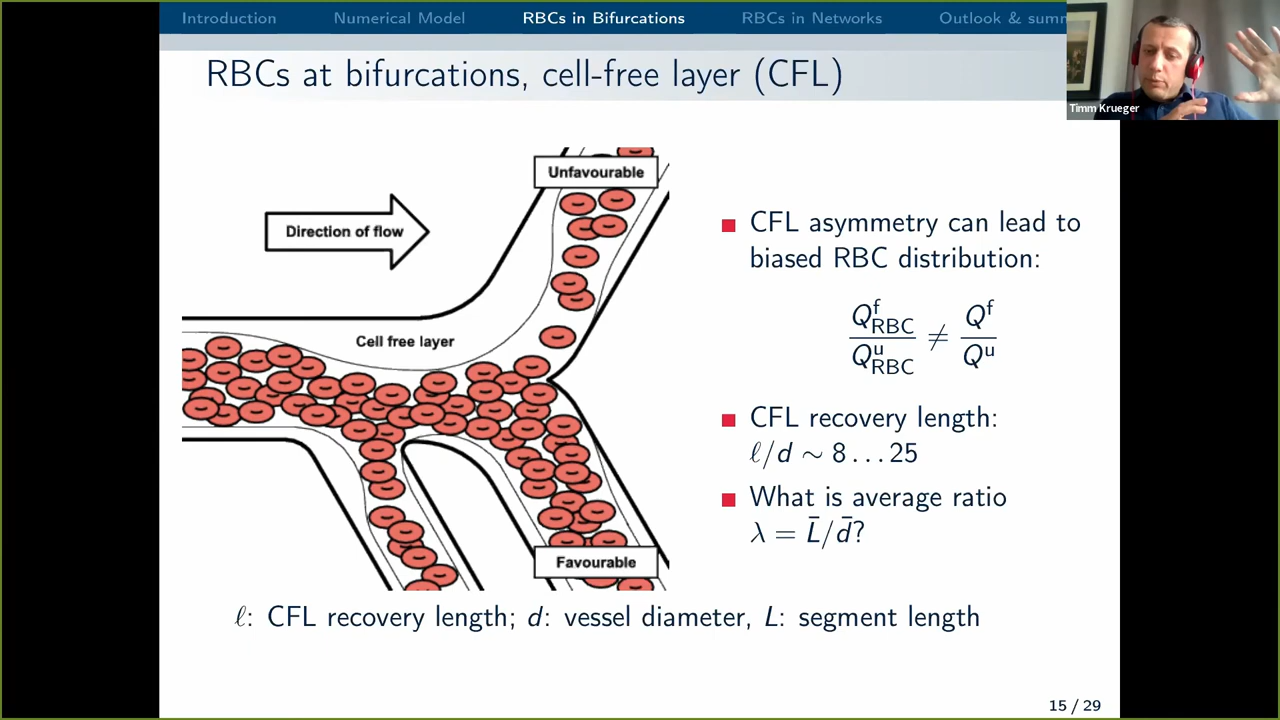 Introduction Numerical Model RBCs in Bifurcations RBCs in Networks Outlook & summ
Timm Krueger
RBCs at bifurcations, cell-free layer (CFL)
Unfavourable
Direction of flow
Cell free layer
Favourable
CFL asymmetry can lead to
biased RBC distribution:
Q^f_RBC / Q^u_RBC ≠ Q^f / Q^u
CFL recovery length:
ℓ/d ∼ 8...25
What is average ratio
λ = L̄/d̄?
ℓ: CFL recovery length; d: vessel diameter, L: segment length
15 / 29